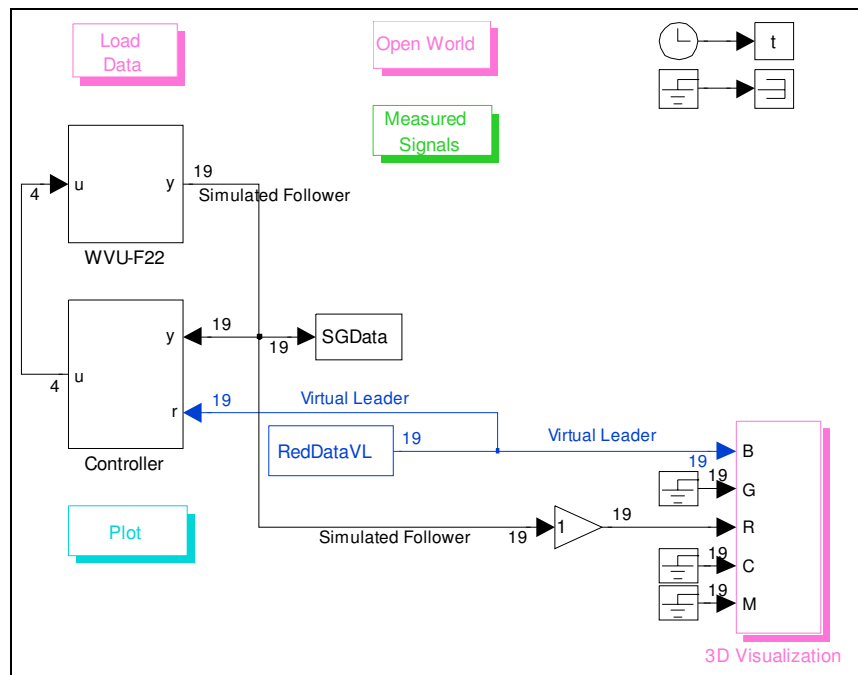 Load
Data
Open World
t
Measured
Signals
19
u
y
4
Simulated Follower
WVU-F22
19
y
19
SGData
u
4
19
Virtual Leader
r
RedDataVL
19
Virtual Leader
19
B
Controller
19
G
Plot
1
19
R
Simulated Follower
19
19
C
19
M
3D Visualization